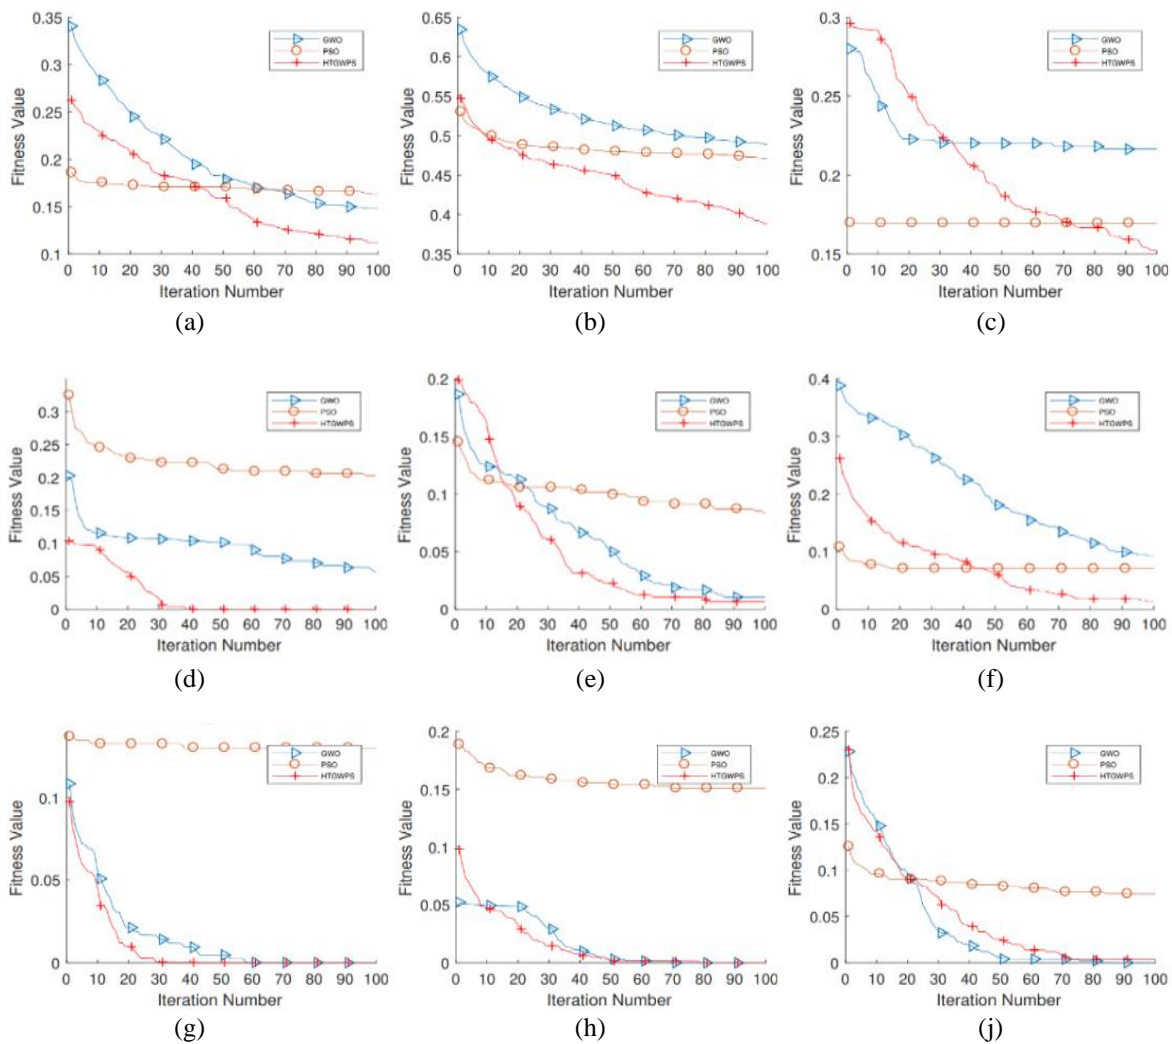 0.35
0.3
0.25
0.2
0.15
0.1
Fitness Value
GWO
PSO
HTGWPS
0 10 20 30 40 50 60 70 80 90 100
Iteration Number
(a)
0.65
0.6
0.55
0.5
0.45
0.4
0.35
Fitness Value
GWO
PSO
HTGWPS
0 10 20 30 40 50 60 70 80 90 100
Iteration Number
(b)
0.3
0.25
0.2
0.15
Fitness Value
GWO
PSO
HTGWPS
0 10 20 30 40 50 60 70 80 90 100
Iteration Number
(c)
0.3
0.25
0.2
0.15
0.1
0.05
0
Fitness Value
GWO
PSO
HTGWPS
0 10 20 30 40 50 60 70 80 90 100
Iteration Number
(d)
0.2
0.15
0.1
0.05
0
Fitness Value
GWO
PSO
HTGWPS
0 10 20 30 40 50 60 70 80 90 100
Iteration Number
(e)
0.4
0.3
0.2
0.1
0
Fitness Value
GWO
PSO
HTGWPS
0 10 20 30 40 50 60 70 80 90 100
Iteration Number
(f)
0.1
0.05
0
Fitness Value
GWO
PSO
HTGWPS
0 10 20 30 40 50 60 70 80 90 100
Iteration Number
(g)
0.2
0.15
0.1
0.05
0
Fitness Value
GWO
PSO
HTGWPS
0 10 20 30 40 50 60 70 80 90 100
Iteration Number
(h)
0.25
0.2
0.15
0.1
0.05
0
Fitness Value
GWO
PSO
HTGWPS
0 10 20 30 40 50 60 70 80 90 100
Iteration Number
(j)